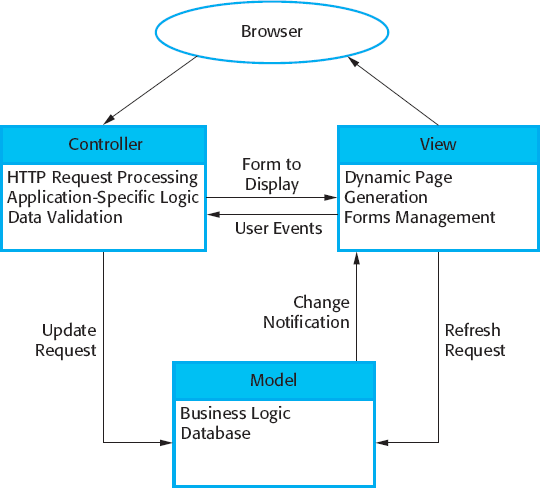 Browser
Controller
HTTP Request Processing
Application-Specific Logic
Data Validation
Form to
Display
User Events
View
Dynamic Page
Generation
Forms Management
Update
Request
Change
Notification
Refresh
Request
Model
Business Logic
Database